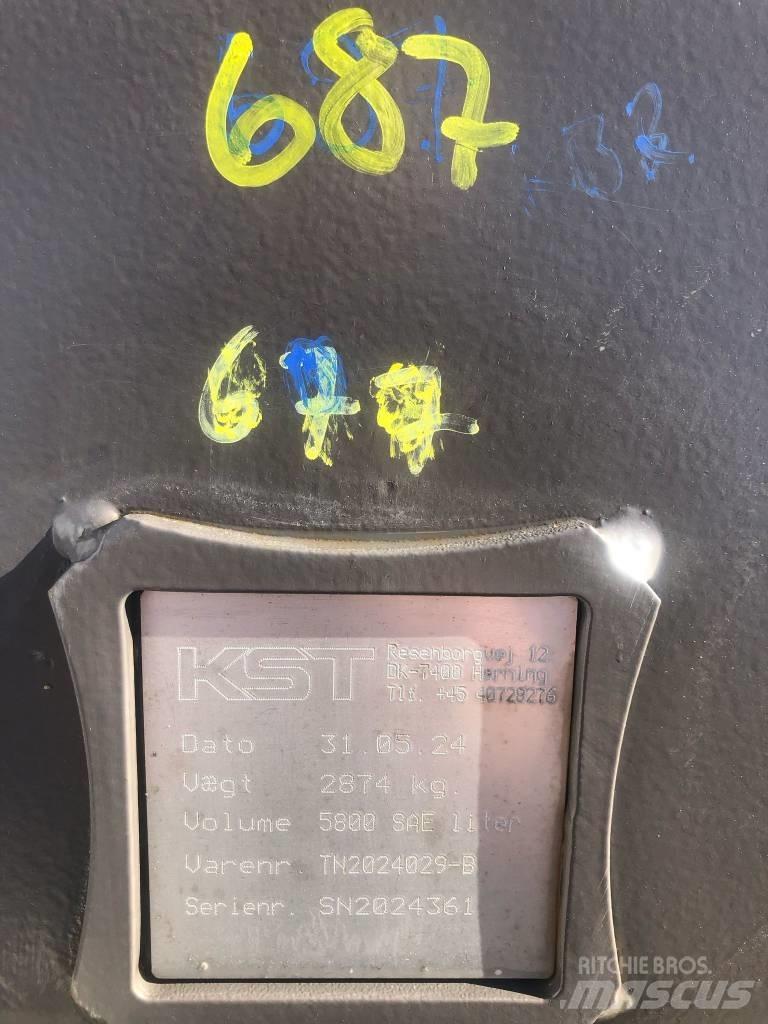 687
677
KST
Resenborgvej 12
DK-7400 Herning
Tlf. +45 40728276
Dato 31.05.24
Vægt 2874 kg.
Volume 5800 SAE liter
Varenr. TN2024029-B
Serienr. SN2024361
RITCHIE BROS.
mascus